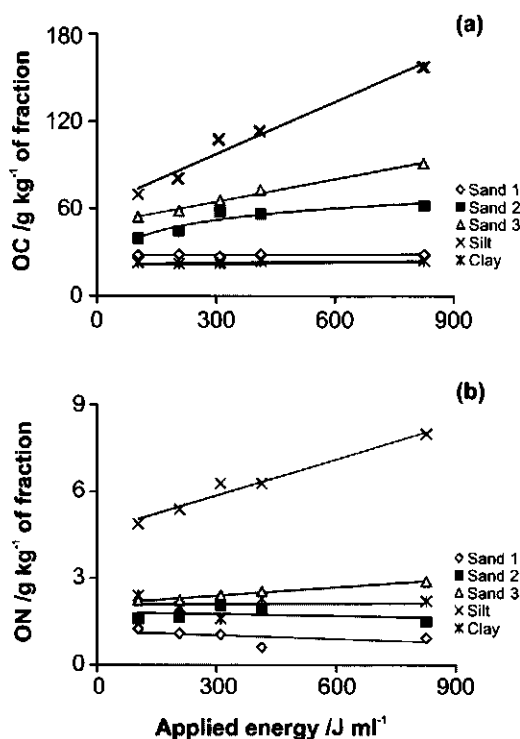 (a)
180
120
60
0
OC /g kg⁻¹ of fraction
0 300 600 900
Sand 1
Sand 2
Sand 3
Silt
Clay
(b)
9
6
3
0
ON/g kg⁻¹ of fraction
0 300 600 900
Sand 1
Sand 2
Sand 3
Silt
Clay
Applied energy /J ml⁻¹